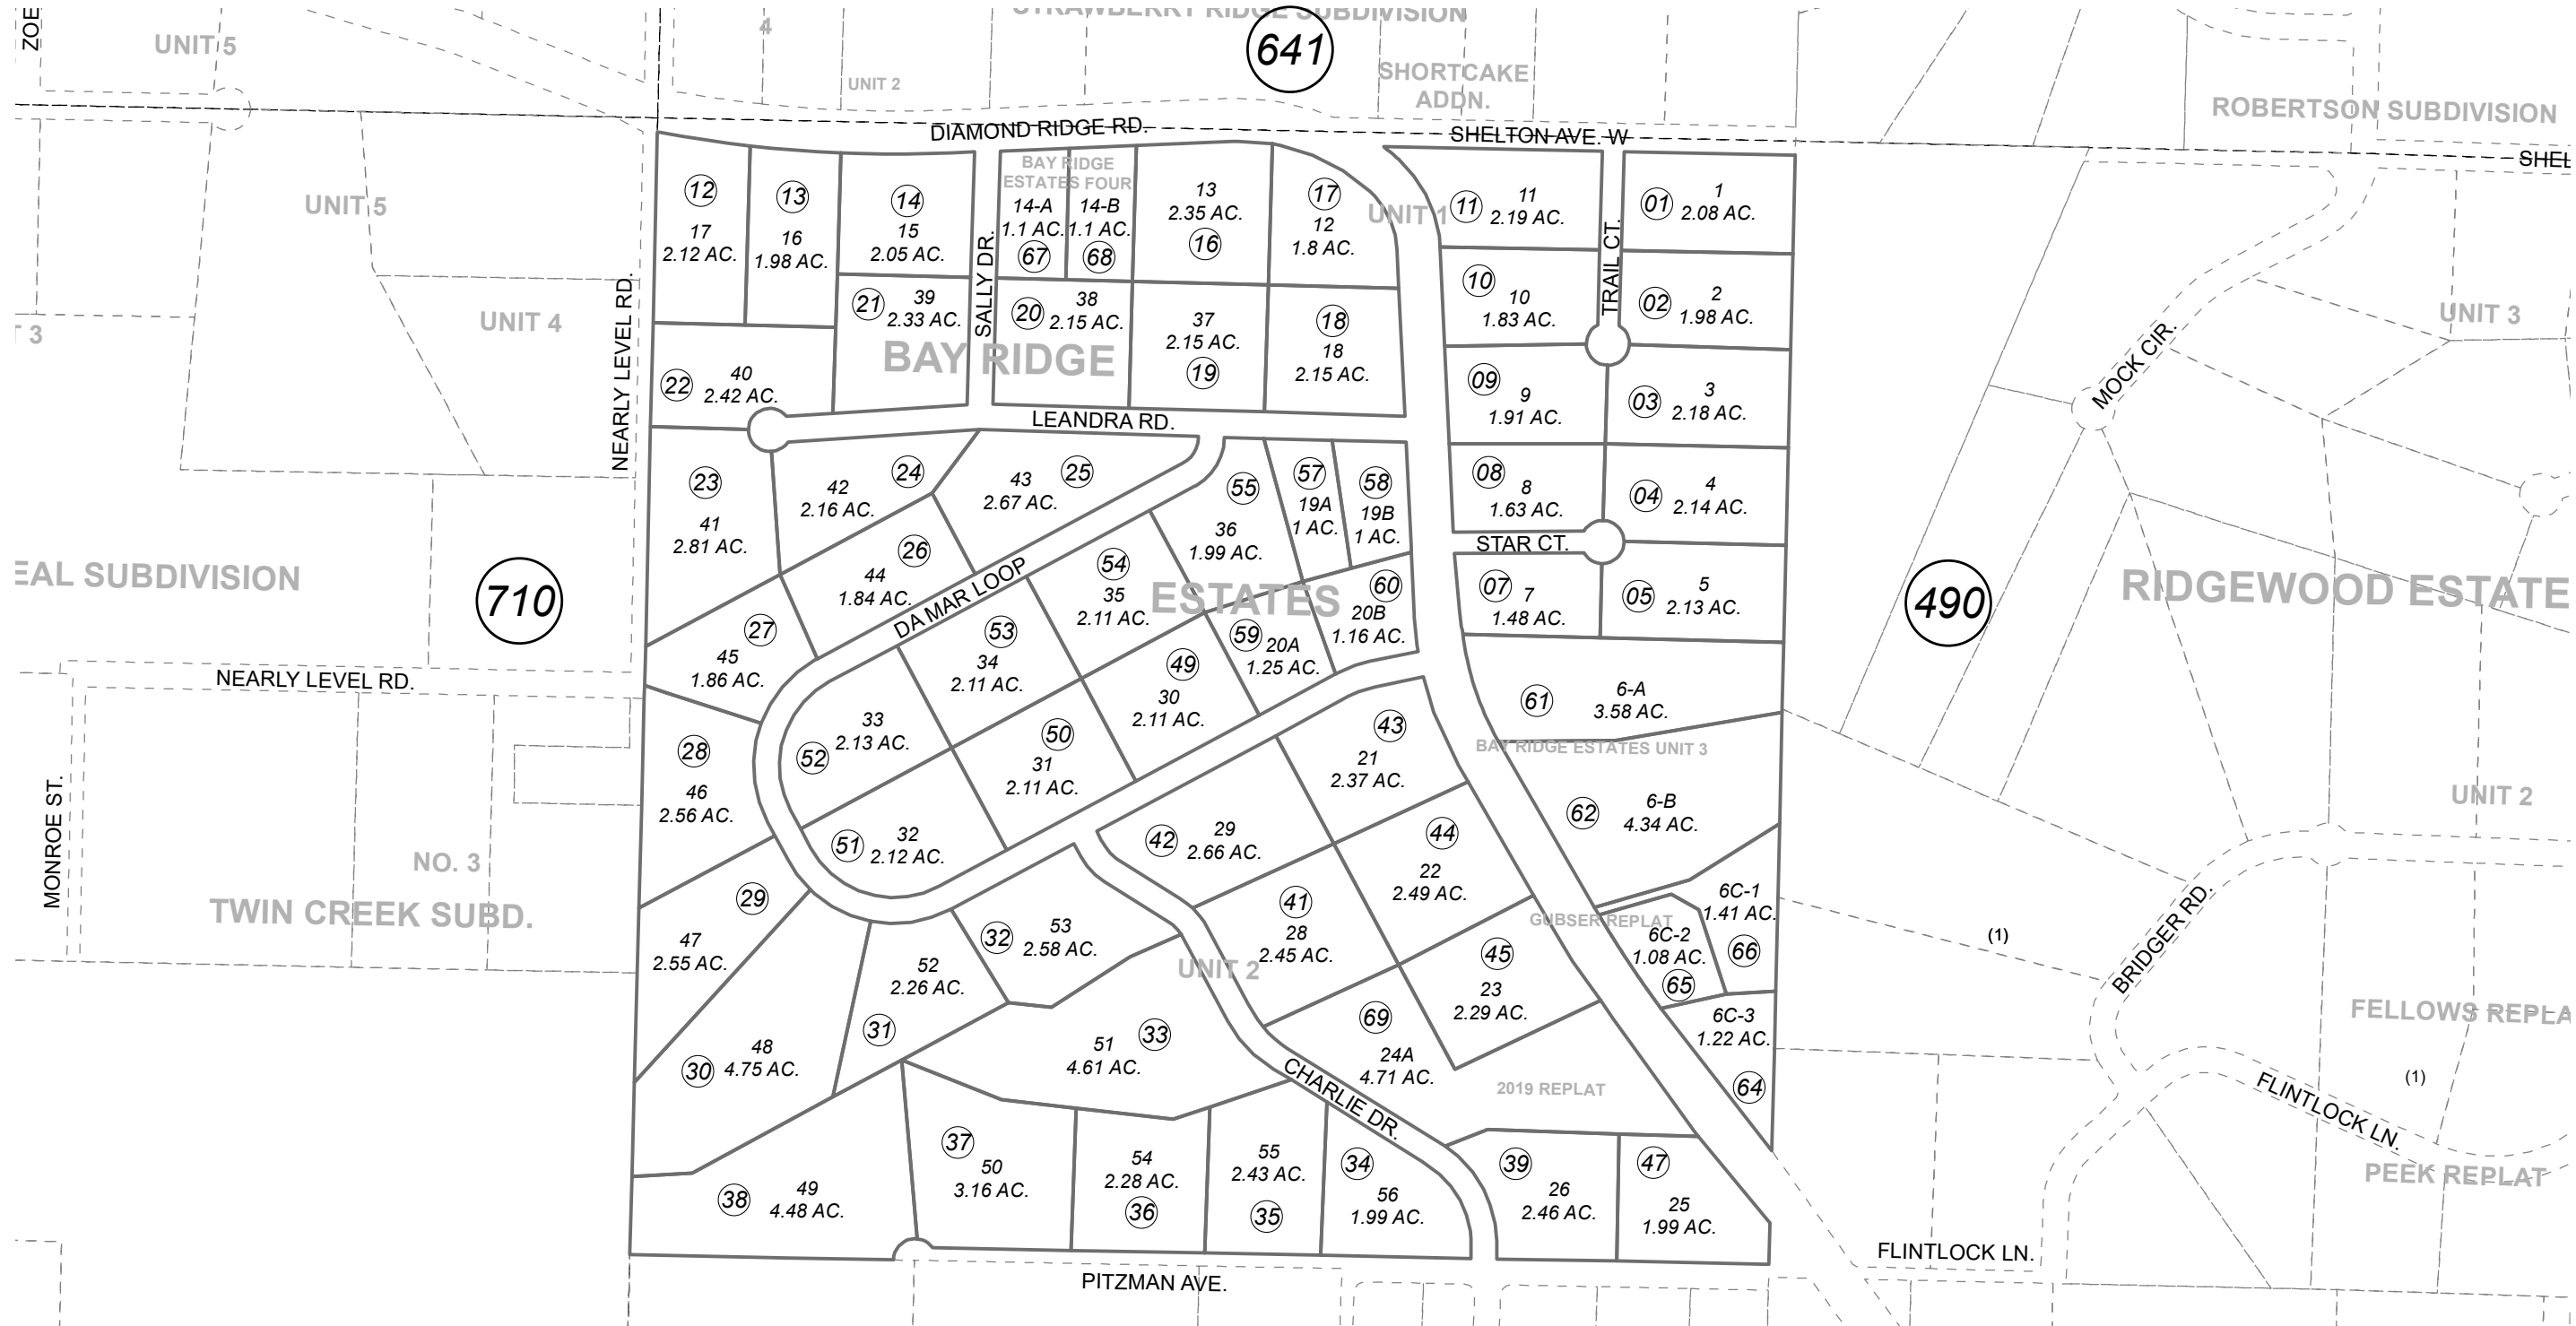 ZOE
UNIT 5
4
UNIT 2
STRAWBERRY RIDGE SUBDIVISION
641
SHORTCAKE
ADDN.
ROBERTSON SUBDIVISION
DIAMOND RIDGE RD.
SHELTON AVE. W
SHEL
UNIT 5
UNIT 4
T 3
NEARLY LEVEL RD.
12
17
2.12 AC.
13
16
1.98 AC.
14
15
2.05 AC.
SALLY DR.
BAY RIDGE
ESTATES FOUR
14-A
1.1 AC.
67
14-B
1.1 AC.
68
13
2.35 AC.
16
17
12
1.8 AC.
UNIT 1
11
11
2.19 AC.
TRAIL CT.
01
1
2.08 AC.
21
39
2.33 AC.
20
38
2.15 AC.
37
2.15 AC.
19
18
18
2.15 AC.
10
10
1.83 AC.
02
2
1.98 AC.
BAY RIDGE
22
40
2.42 AC.
09
9
1.91 AC.
03
3
2.18 AC.
MOCK CIR.
UNIT 3
LEANDRA RD.
23
41
2.81 AC.
24
42
2.16 AC.
25
43
2.67 AC.
55
36
1.99 AC.
57
19A
1 AC.
58
19B
1 AC.
08
8
1.63 AC.
04
4
2.14 AC.
STAR CT.
26
44
1.84 AC.
DA MAR LOOP
54
35
2.11 AC.
ESTATES
60
20B
1.16 AC.
07
7
1.48 AC.
05
5
2.13 AC.
EAL SUBDIVISION
710
490
RIDGEWOOD ESTATE
27
45
1.86 AC.
53
34
2.11 AC.
49
30
2.11 AC.
59
20A
1.25 AC.
NEARLY LEVEL RD.
61
6-A
3.58 AC.
BAY RIDGE ESTATES UNIT 3
28
46
2.56 AC.
52
33
2.13 AC.
50
31
2.11 AC.
43
21
2.37 AC.
62
6-B
4.34 AC.
UNIT 2
MONROE ST.
NO. 3
TWIN CREEK SUBD.
51
32
2.12 AC.
42
29
2.66 AC.
44
22
2.49 AC.
29
47
2.55 AC.
32
53
2.58 AC.
41
28
2.45 AC.
GUBSER REPLAT
6C-1
1.41 AC.
66
6C-2
1.08 AC.
65
(1)
BRIDGER RD.
52
2.26 AC.
31
UNIT 2
45
23
2.29 AC.
6C-3
1.22 AC.
64
FELLOWS REPLA
30
48
4.75 AC.
33
51
4.61 AC.
69
24A
4.71 AC.
2019 REPLAT
CHARLIE DR.
(1)
FLINTLOCK LN.
PEEK REPLAT
38
49
4.48 AC.
37
50
3.16 AC.
54
2.28 AC.
36
55
2.43 AC.
35
34
56
1.99 AC.
39
26
2.46 AC.
47
25
1.99 AC.
FLINTLOCK LN.
PITZMAN AVE.